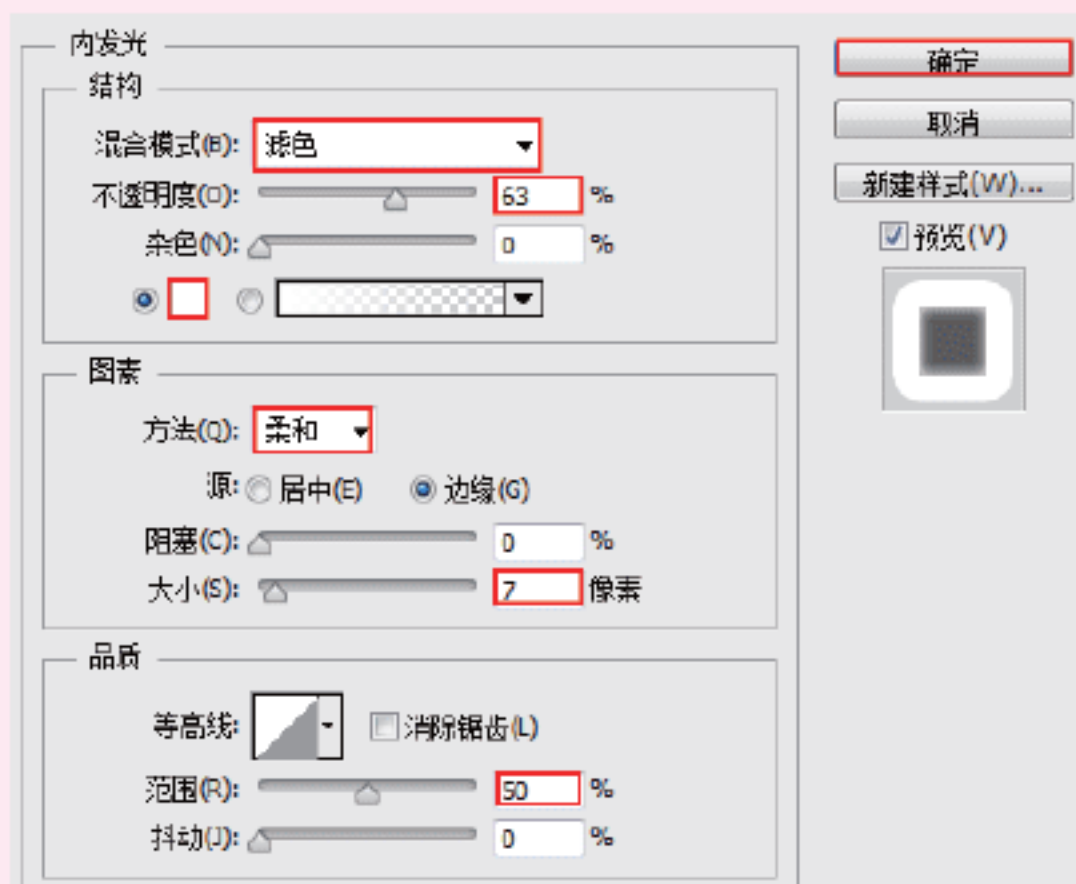 内发光
结构
混合模式(B): 滤色
不透明度(O): 63 %
杂色(N): 0 %
图素
方法(Q): 柔和
源: 居中(E) 边缘(G)
阻塞(C): 0 %
大小(S): 7 像素
品质
等高线: 消除锯齿(L)
范围(R): 50 %
抖动(J): 0 %
确定
取消
新建样式(W)...
预览(V)